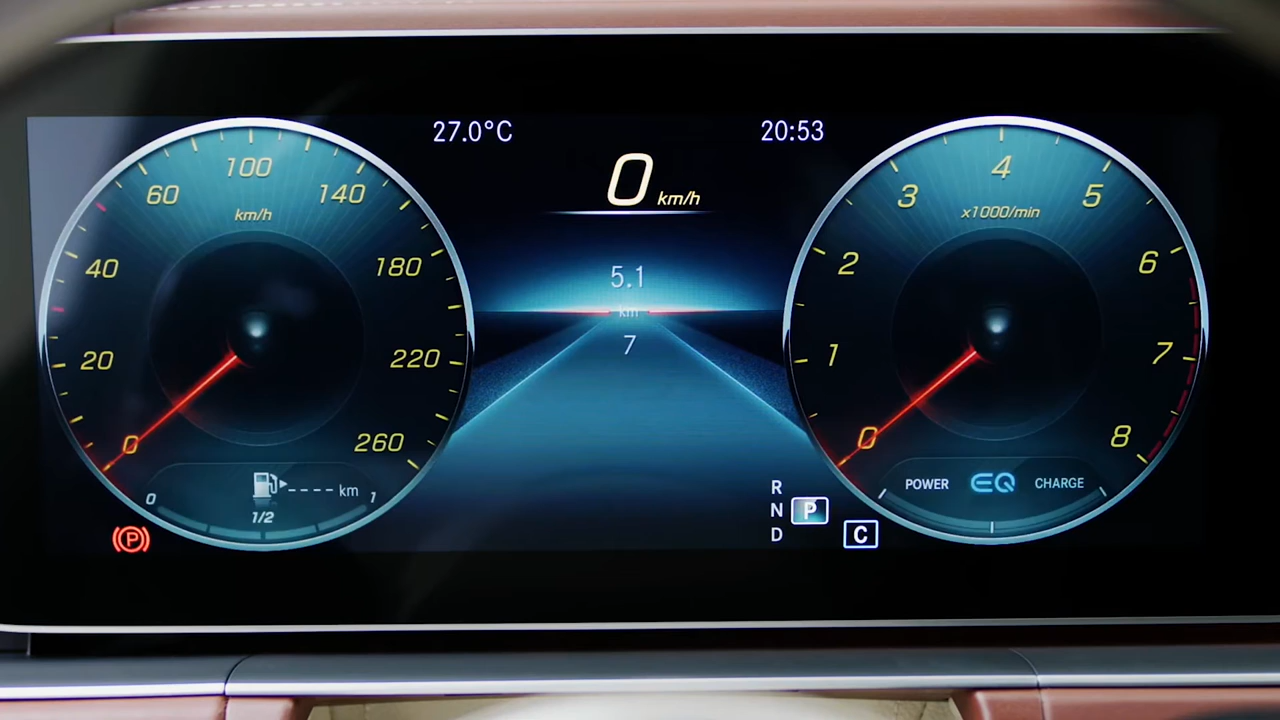 27.0°C
20:53
0 km/h
5.1
km
7
100
60
140
km/h
40
180
20
220
0
260
0
- - - - - km
1
1/2
P
4
3
5
x1000/min
2
6
1
7
0
8
POWER EQ CHARGE
R
N P
D
C